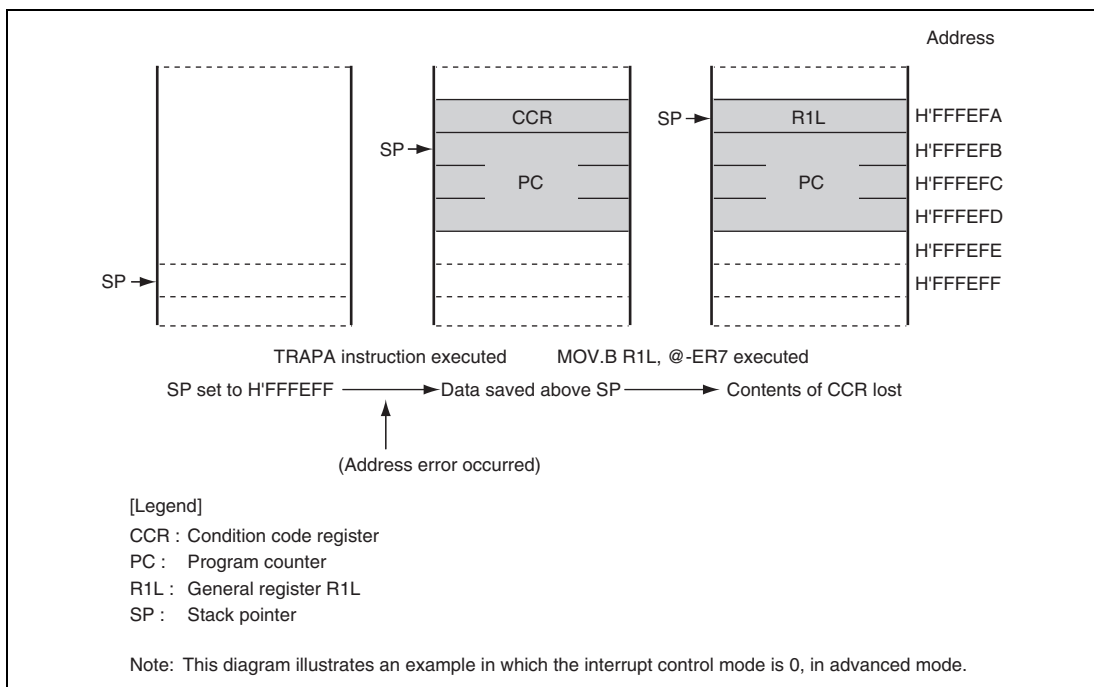 Address
CCR
SP
R1L
H'FFFEFA
SP
H'FFFEFB
PC
PC
H'FFFEFC
H'FFFEFD
H'FFFEFE
SP
H'FFFEFF
TRAPA instruction executed
MOV.B R1L, @-ER7 executed
SP set to H'FFFEFF
Data saved above SP
Contents of CCR lost
(Address error occurred)
[Legend]
CCR : Condition code register
PC : Program counter
R1L : General register R1L
SP : Stack pointer
Note: This diagram illustrates an example in which the interrupt control mode is 0, in advanced mode.